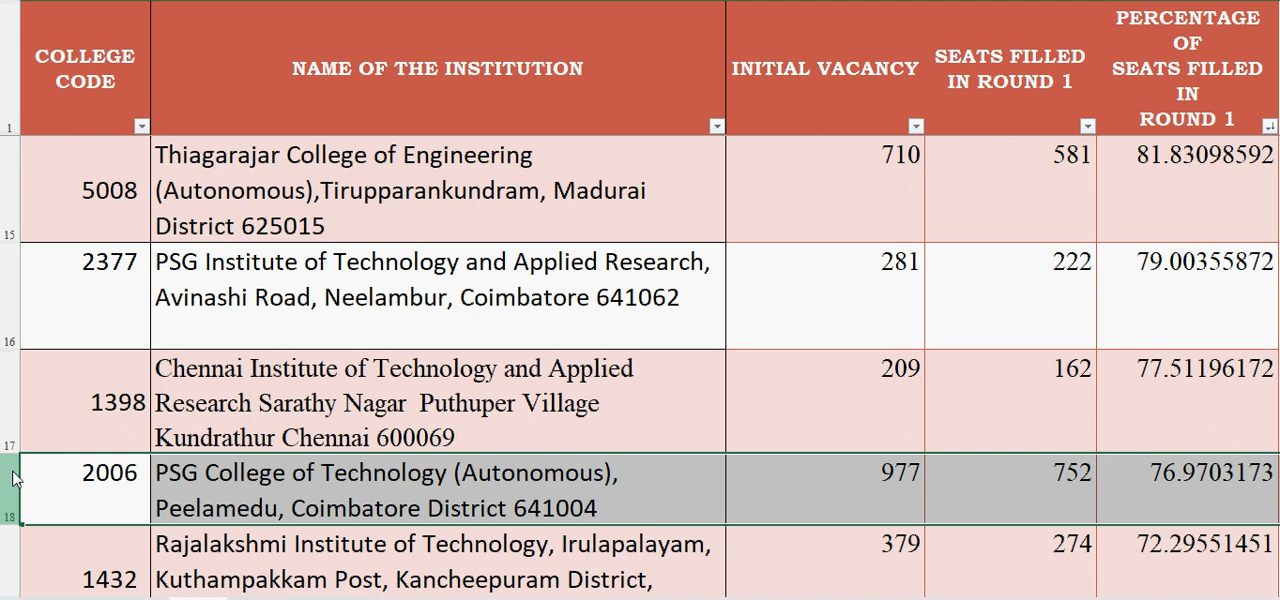 COLLEGE CODE
NAME OF THE INSTITUTION
INITIAL VACANCY
SEATS FILLED IN ROUND 1
PERCENTAGE OF SEATS FILLED IN ROUND 1
1
Thiagarajar College of Engineering
(Autonomous),Tirupparankundram, Madurai
District 625015
5008
710
581
81.83098592
15
2377
PSG Institute of Technology and Applied Research,
Avinashi Road, Neelambur, Coimbatore 641062
281
222
79.00355872
16
Chennai Institute of Technology and Applied
Research Sarathy Nagar  Puthuper Village
Kundrathur Chennai 600069
1398
209
162
77.51196172
17
2006
PSG College of Technology (Autonomous),
Peelamedu, Coimbatore District 641004
977
752
76.9703173
18
Rajalakshmi Institute of Technology, Irulapalayam,
Kuthampakkam Post, Kancheepuram District,
1432
379
274
72.29551451